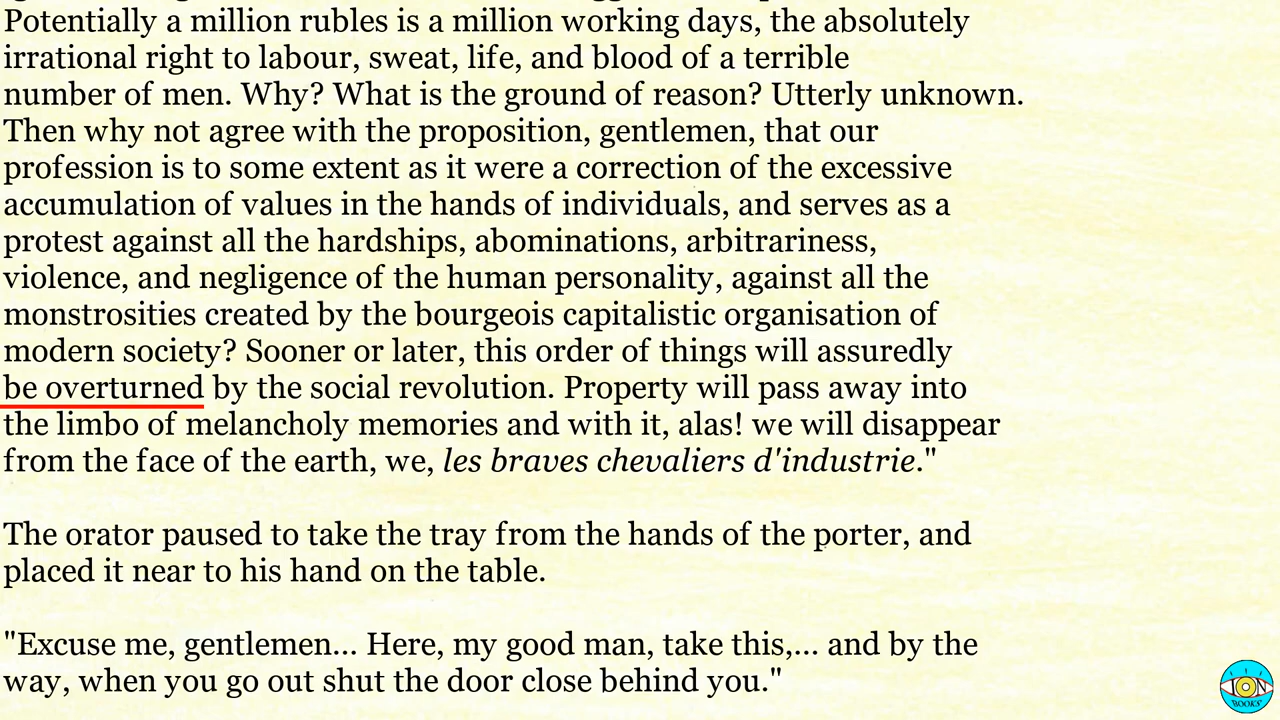 Potentially a million rubles is a million working days, the absolutely
irrational right to labour, sweat, life, and blood of a terrible
number of men. Why? What is the ground of reason? Utterly unknown.
Then why not agree with the proposition, gentlemen, that our
profession is to some extent as it were a correction of the excessive
accumulation of values in the hands of individuals, and serves as a
protest against all the hardships, abominations, arbitrariness,
violence, and negligence of the human personality, against all the
monstrosities created by the bourgeois capitalistic organisation of
modern society? Sooner or later, this order of things will assuredly
be overturned by the social revolution. Property will pass away into
the limbo of melancholy memories and with it, alas! we will disappear
from the face of the earth, we, les braves chevaliers d'industrie."
The orator paused to take the tray from the hands of the porter, and
placed it near to his hand on the table.
"Excuse me, gentlemen... Here, my good man, take this,... and by the
way, when you go out shut the door close behind you."
ION
BOOKS